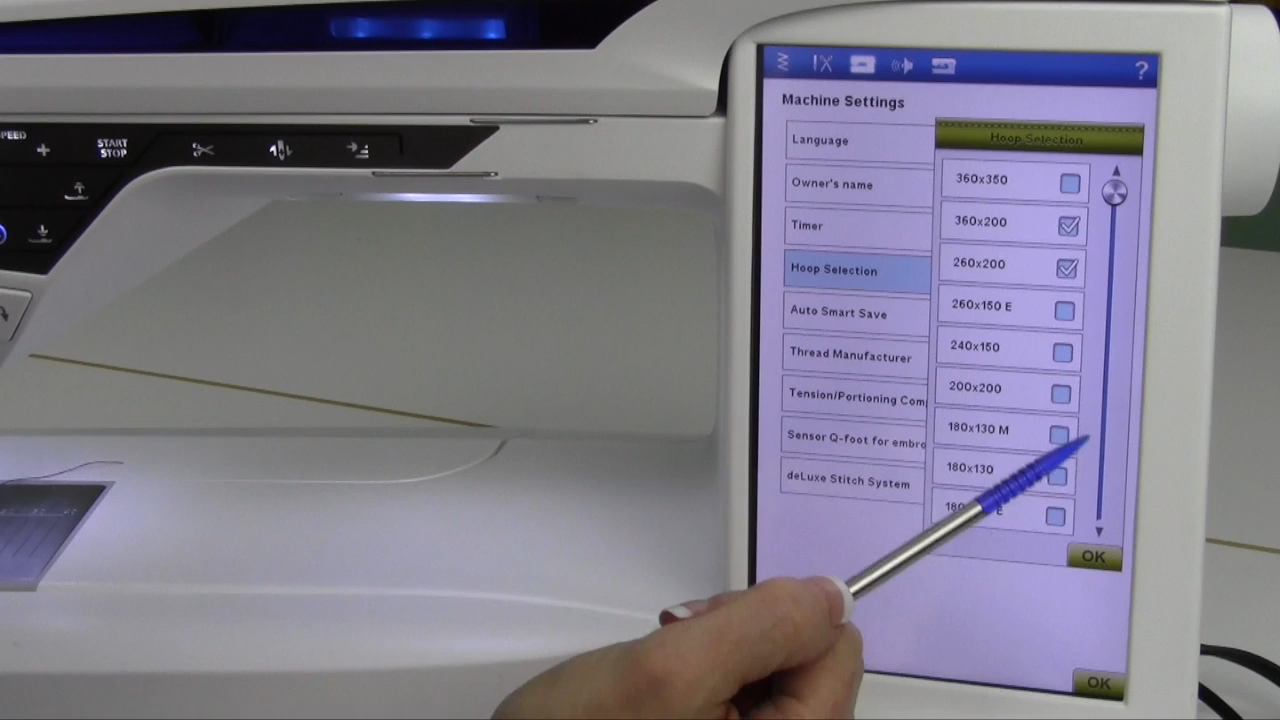 SPEED
START
STOP
?
Machine Settings
Language
Owner's name
Timer
Hoop Selection
Auto Smart Save
Thread Manufacturer
Tension/Portioning Com
Sensor Q-foot for embro
deLuxe Stitch System
Hoop Selection
360x350
360x200
260x200
260x150 E
240x150
200x200
180x130 M
180x130
180 E
OK
OK